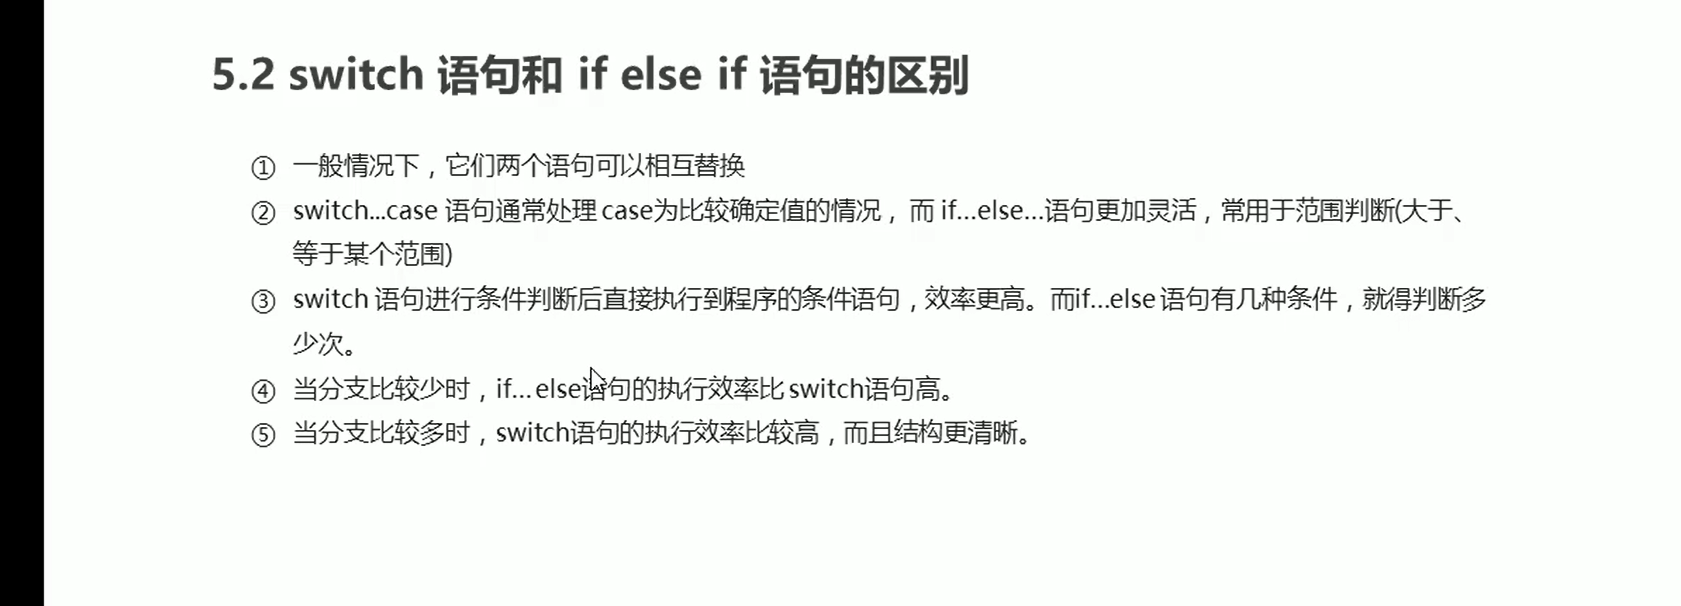 5.2 switch 语句和 if else if 语句的区别
① 一般情况下，它们两个语句可以相互替换
② switch...case 语句通常处理 case为比较确定值的情况， 而 if...else...语句更加灵活，常用于范围判断(大于、
等于某个范围)
③ switch 语句进行条件判断后直接执行到程序的条件语句，效率更高。而if...else 语句有几种条件，就得判断多
少次。
④ 当分支比较少时，if... else语句的执行效率比 switch语句高。
⑤ 当分支比较多时，switch语句的执行效率比较高，而且结构更清晰。